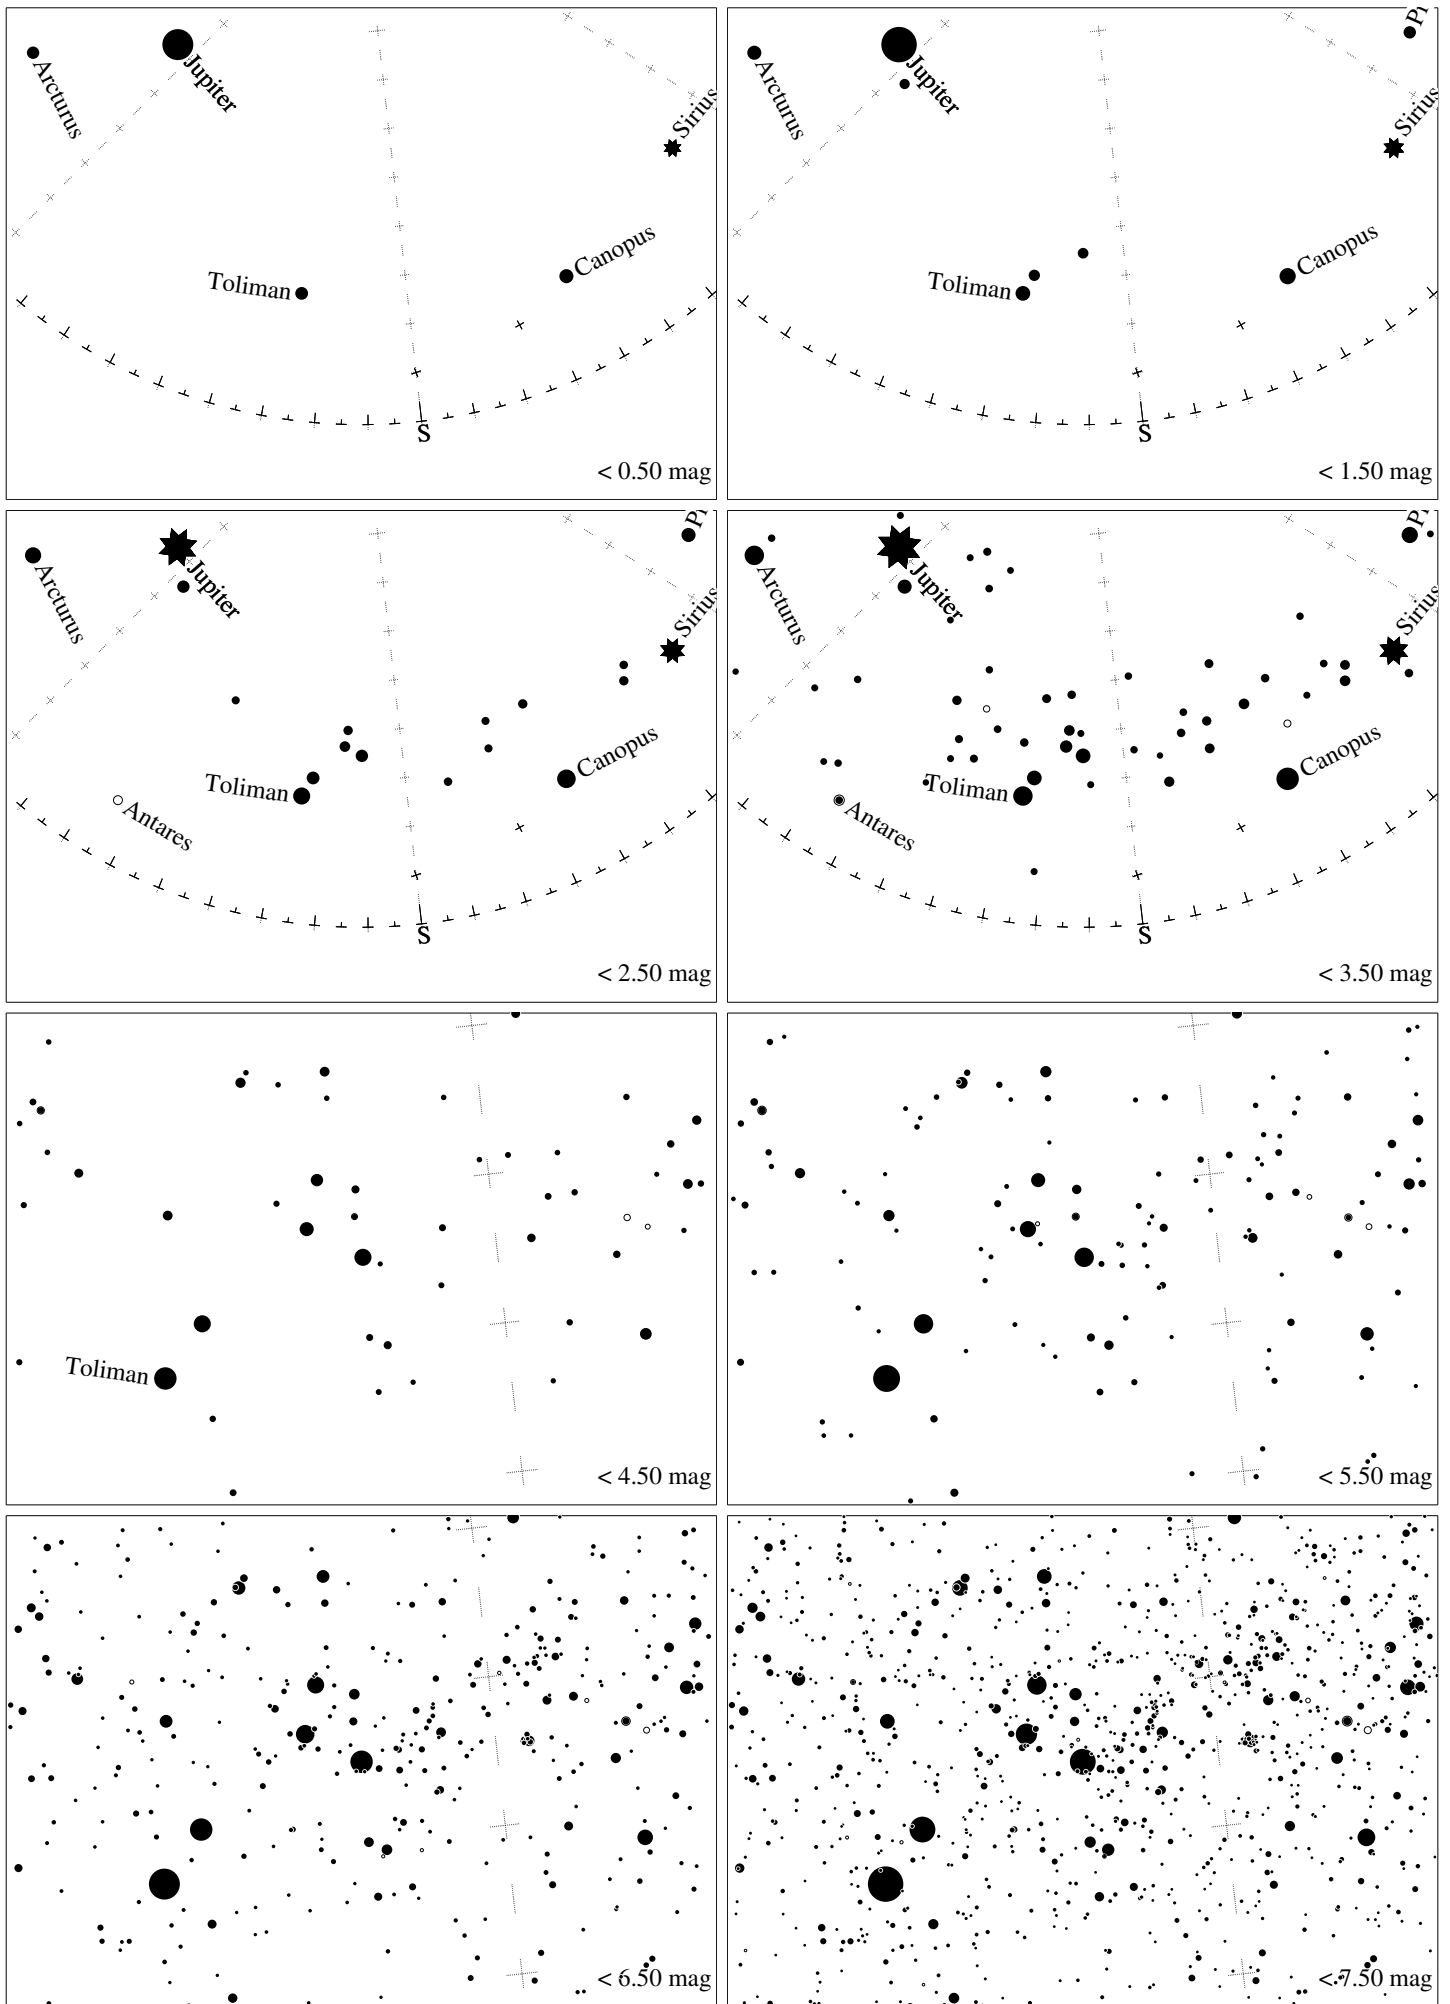 Arcturus
Jupiter
Sirius
Canopus
Toliman
S
< 0.50 mag
Arcturus
Jupiter
Sirius
Canopus
Toliman
S
< 1.50 mag
Arcturus
Jupiter
Sirius
Canopus
Toliman
Antares
S
< 2.50 mag
Arcturus
Jupiter
Sirius
Canopus
Toliman
Antares
S
< 3.50 mag
Toliman
< 4.50 mag
< 5.50 mag
< 6.50 mag
< 7.50 mag